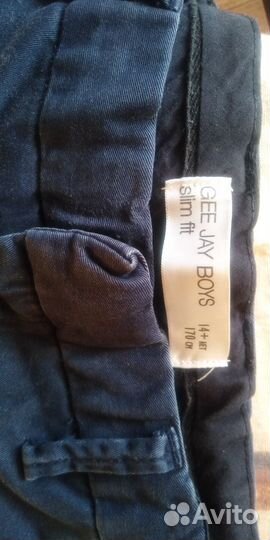 GEE JAY BOYS
slim fit
14+ лет
170 см
Avito